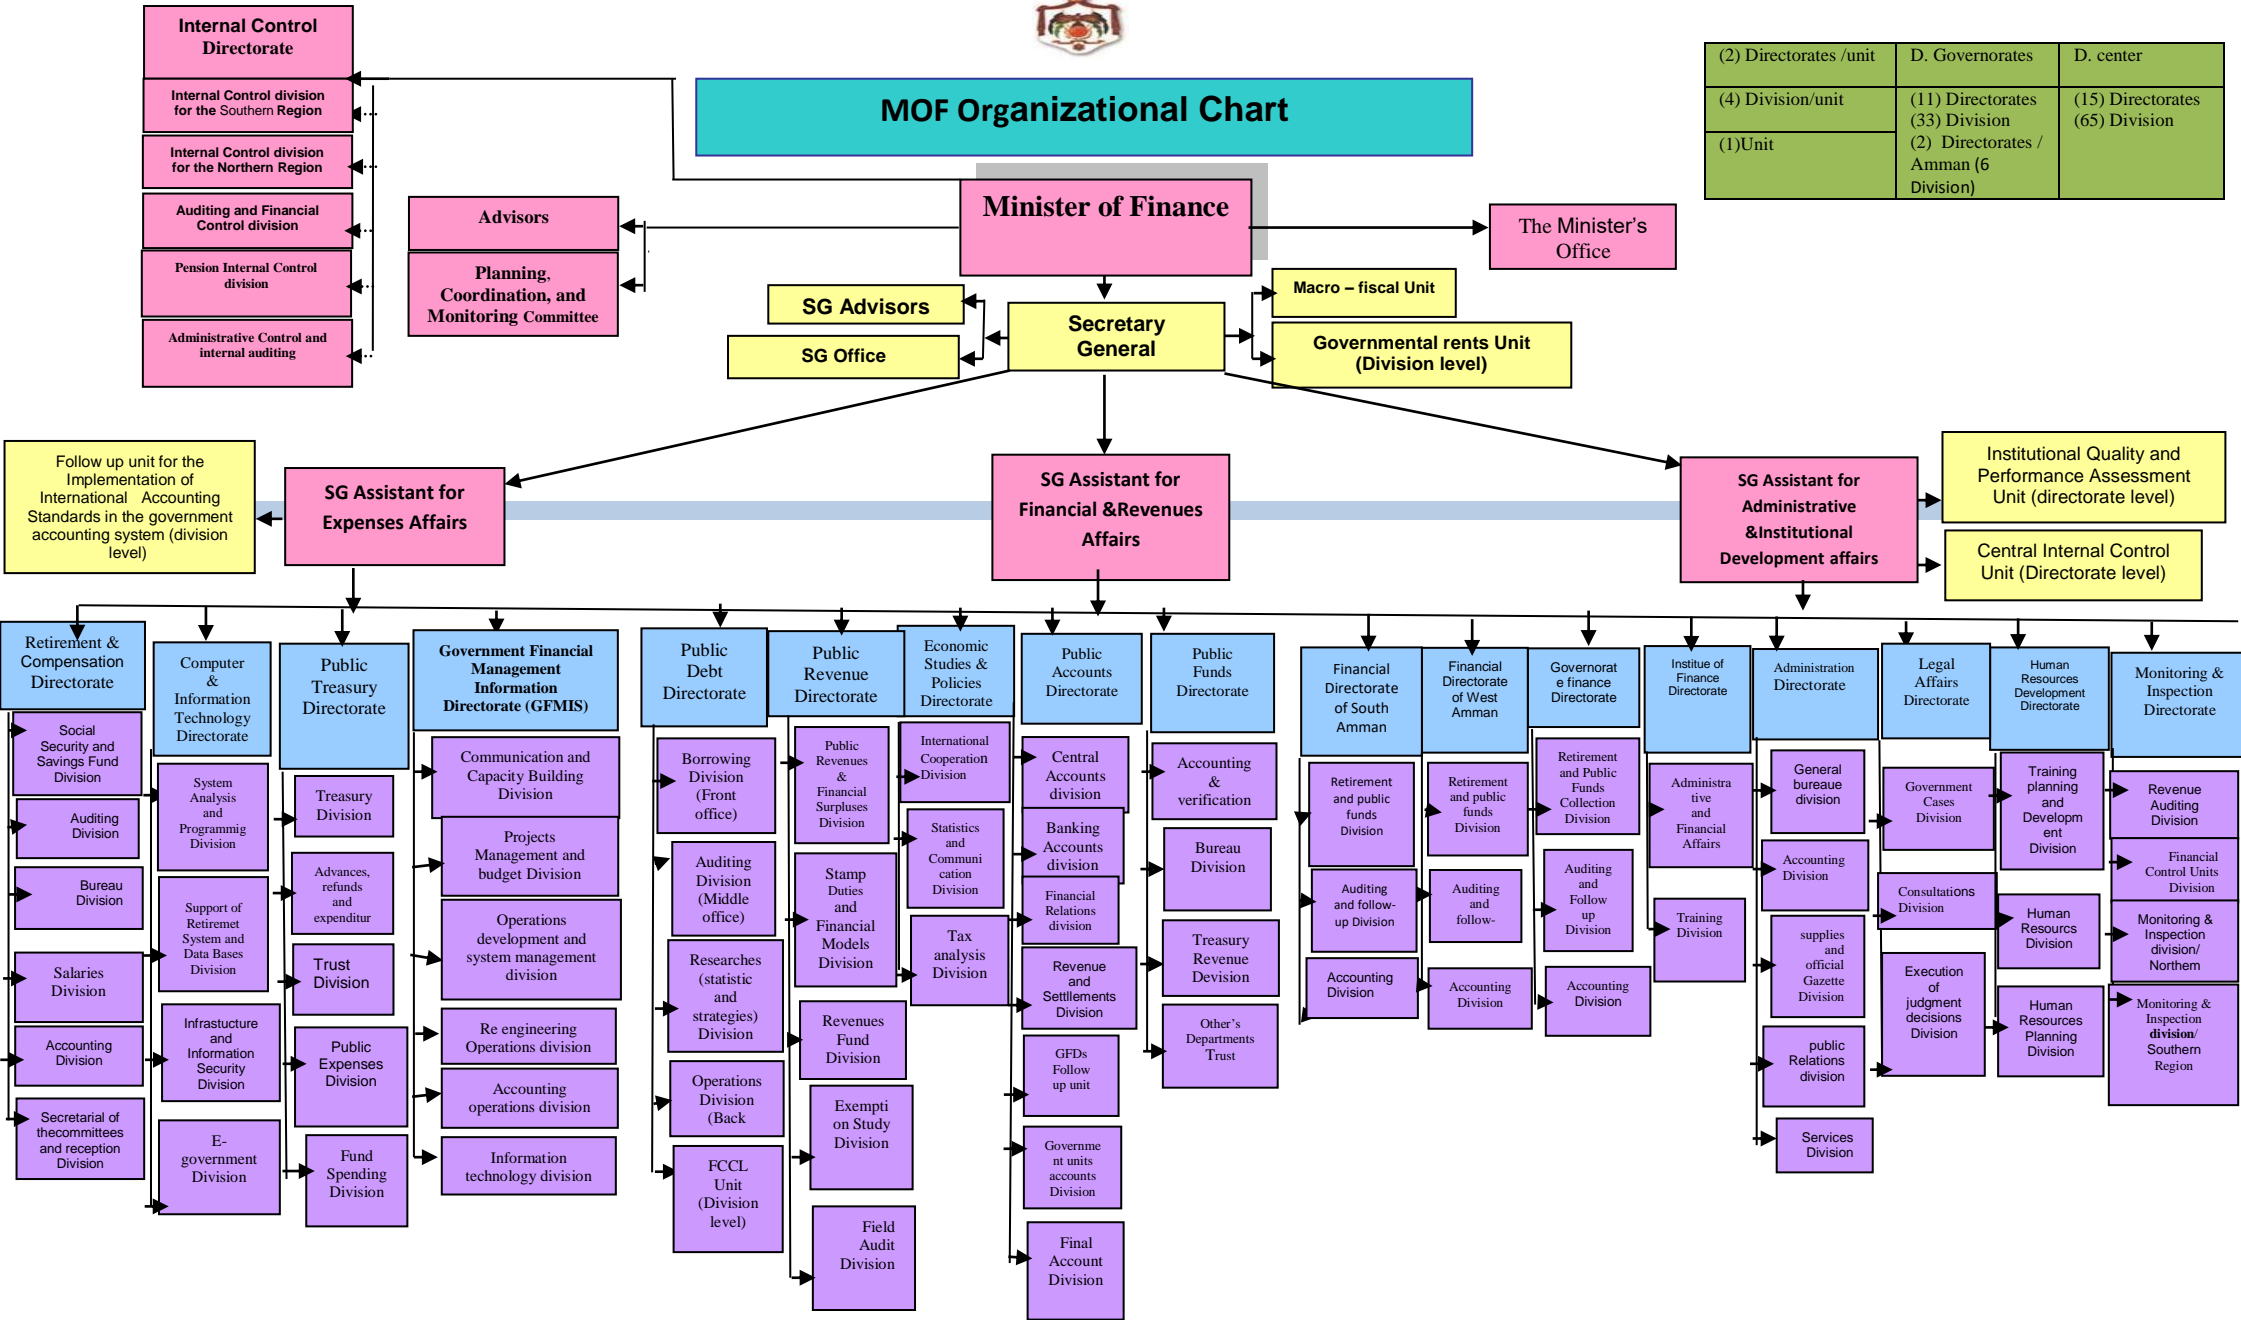 Internal Control
Directorate
Internal Control division
for the Southern Region
Internal Control division
for the Northern Region
Auditing and Financial
Control division
Pension Internal Control
division
Administrative Control and
internal auditing
MOF Organizational Chart
(2) Directorates /unit
D. Governorates
D. center
(4) Division/unit
(11) Directorates
(33) Division
(2) Directorates /
Amman (6
Division)
(15) Directorates
(65) Division
(1)Unit
Minister of Finance
Advisors
Planning,
Coordination, and
Monitoring Committee
The Minister’s
Office
SG Advisors
SG Office
Secretary
General
Macro – fiscal Unit
Governmental rents Unit
(Division level)
Follow up unit for the
Implementation of
International Accounting
Standards in the government
accounting system (division
level)
SG Assistant for
Expenses Affairs
SG Assistant for
Financial &Revenues
Affairs
SG Assistant for
Administrative
&Institutional
Development affairs
Institutional Quality and
Performance Assessment
Unit (directorate level)
Central Internal Control
Unit (Directorate level)
Retirement &
Compensation
Directorate
Social
Security and
Savings Fund
Division
Auditing
Division
Bureau
Division
Salaries
Division
Accounting
Division
Secretarial of
thecommittees
and reception
Division
Computer
&
Information
Technology
Directorate
System
Analysis
and
Programmig
Division
Support of
Retiremet
System and
Data Bases
Division
Infrastucture
and
Information
Security
Division
E-
government
Division
Public
Treasury
Directorate
Treasury
Division
Advances,
refunds
and
expenditur
Trust
Division
Public
Expenses
Division
Fund
Spending
Division
Government Financial
Management
Information
Directorate (GFMIS)
Communication and
Capacity Building
Division
Projects
Management and
budget Division
Operations
development and
system management
division
Re engineering
Operations division
Accounting
operations division
Information
technology division
Public
Debt
Directorate
Borrowing
Division
(Front
office)
Auditing
Division
(Middle
office)
Researches
(statistic
and
strategies)
Division
Operations
Division
(Back
FCCL
Unit
(Division
level)
Public
Revenue
Directorate
Public
Revenues
&
Financial
Surpluses
Division
Stamp
Duties
and
Financial
Models
Division
Revenues
Fund
Division
Exempti
on Study
Division
Field
Audit
Division
Economic
Studies &
Policies
Directorate
International
Cooperation
Division
Statistics
and
Communi
cation
Division
Tax
analysis
Division
Public
Accounts
Directorate
Central
Accounts
division
Banking
Accounts
division
Financial
Relations
division
Revenue
and
Settllements
Division
GFDs
Follow
up unit
Governme
nt units
accounts
Division
Final
Account
Division
Public
Funds
Directorate
Accounting
&
verification
Bureau
Division
Treasury
Revenue
Devision
Other’s
Departments
Trust
Financial
Directorate
of South
Amman
Retirement
and public
funds
Division
Auditing
and follow-
up Division
Accounting
Division
Financial
Directorate
of West
Amman
Retirement
and public
funds
Division
Auditing
and
follow-
Accounting
Division
Governorat
e finance
Directorate
Retirement
and Public
Funds
Collection
Division
Auditing
and
Follow
up
Division
Accounting
Division
Institue of
Finance
Directorate
Administra
tive
and
Financial
Affairs
Training
Division
Administration
Directorate
General
bureaue
division
Accounting
Division
supplies
and
official
Gazette
Division
public
Relations
division
Services
Division
Legal
Affairs
Directorate
Government
Cases
Division
Consultations
Division
Execution
of
judgment
decisions
Division
Human
Resources
Development
Directorate
Training
planning
and
Developm
ent
Division
Human
Resourcs
Division
Human
Resources
Planning
Division
Monitoring &
Inspection
Directorate
Revenue
Auditing
Division
Financial
Control Units
Division
Monitoring &
Inspection
division/
Northern
Monitoring &
Inspection
division/
Southern
Region